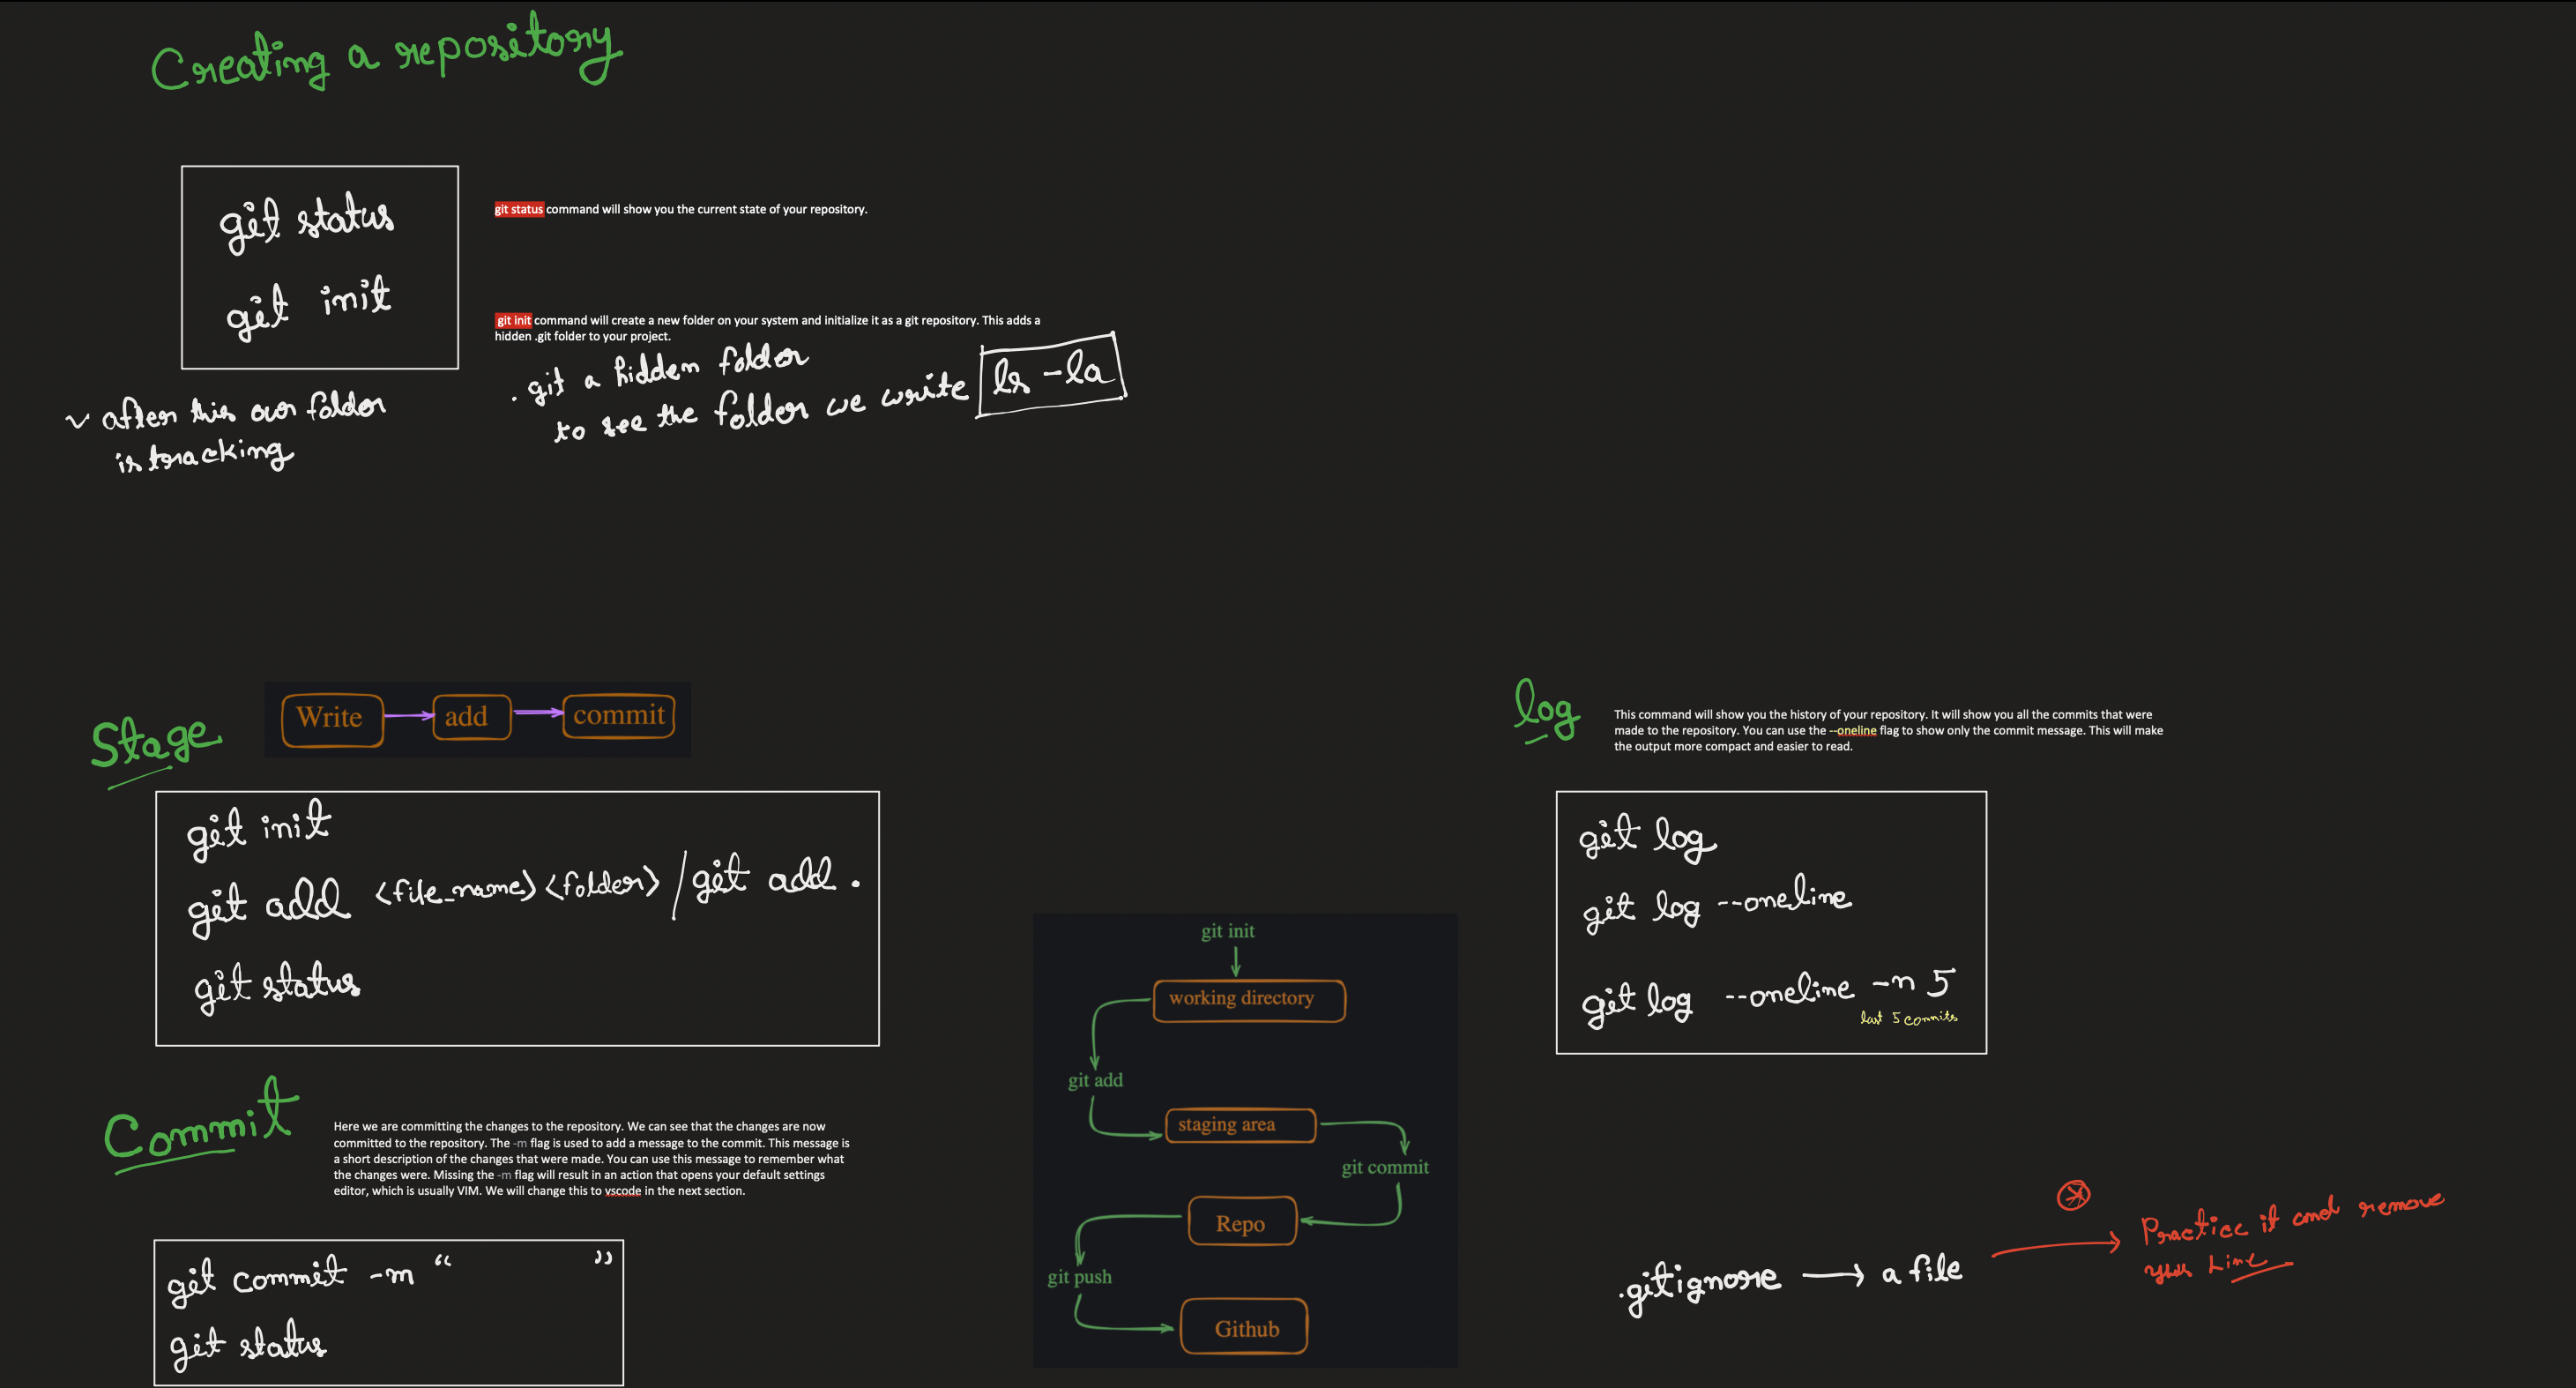 Creating a repository
git status
git status command will show you the current state of your repository.
git init
git init command will create a new folder on your system and initialize it as a git repository. This adds a
hidden .git folder to your project.
.git a hidden folder
to see the folder we write ls -la
~ after this our folder
is tracking
Stage
Write add commit
git init
git add <file_name> <folder> / git add .
git status
Commit
Here we are committing the changes to the repository. We can see that the changes are now
committed to the repository. The -m flag is used to add a message to the commit. This message is
a short description of the changes that were made. You can use this message to remember what
the changes were. Missing the -m flag will result in an action that opens your default settings
editor, which is usually VIM. We will change this to vscode in the next section.
git commit -m “ ”
git status
git init
working directory
git add
staging area
git commit
Repo
git push
Github
log
This command will show you the history of your repository. It will show you all the commits that were
made to the repository. You can use the --oneline flag to show only the commit message. This will make
the output more compact and easier to read.
git log
git log --oneline
git log --oneline -n 5
last 5 commits
.gitignore → a file
→ Practice it and remove
Line